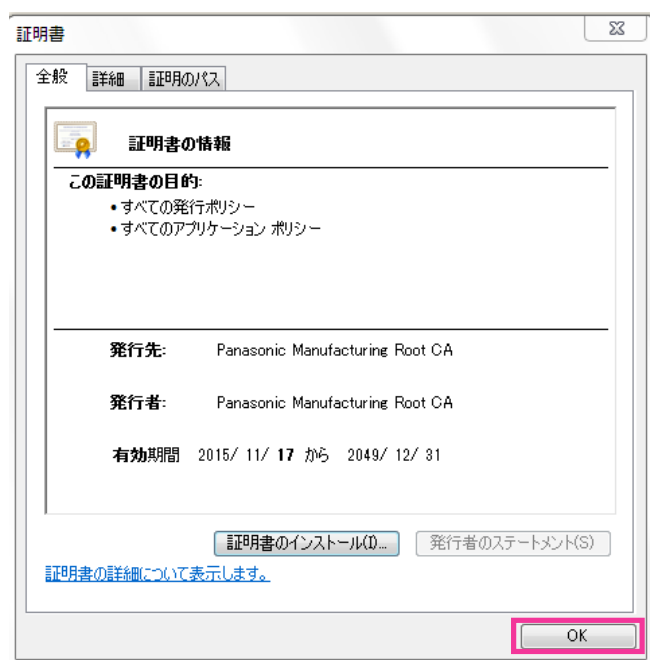 証明書
全般 詳細 証明のパス
証明書の情報
この証明書の目的:
• すべての発行ポリシー
• すべてのアプリケーション ポリシー
発行先: Panasonic Manufacturing Root CA
発行者: Panasonic Manufacturing Root CA
有効期間 2015/ 11/ 17 から 2049/ 12/ 31
証明書のインストール(I)... 発行者のステートメント(S)
証明書の詳細について表示します。
OK